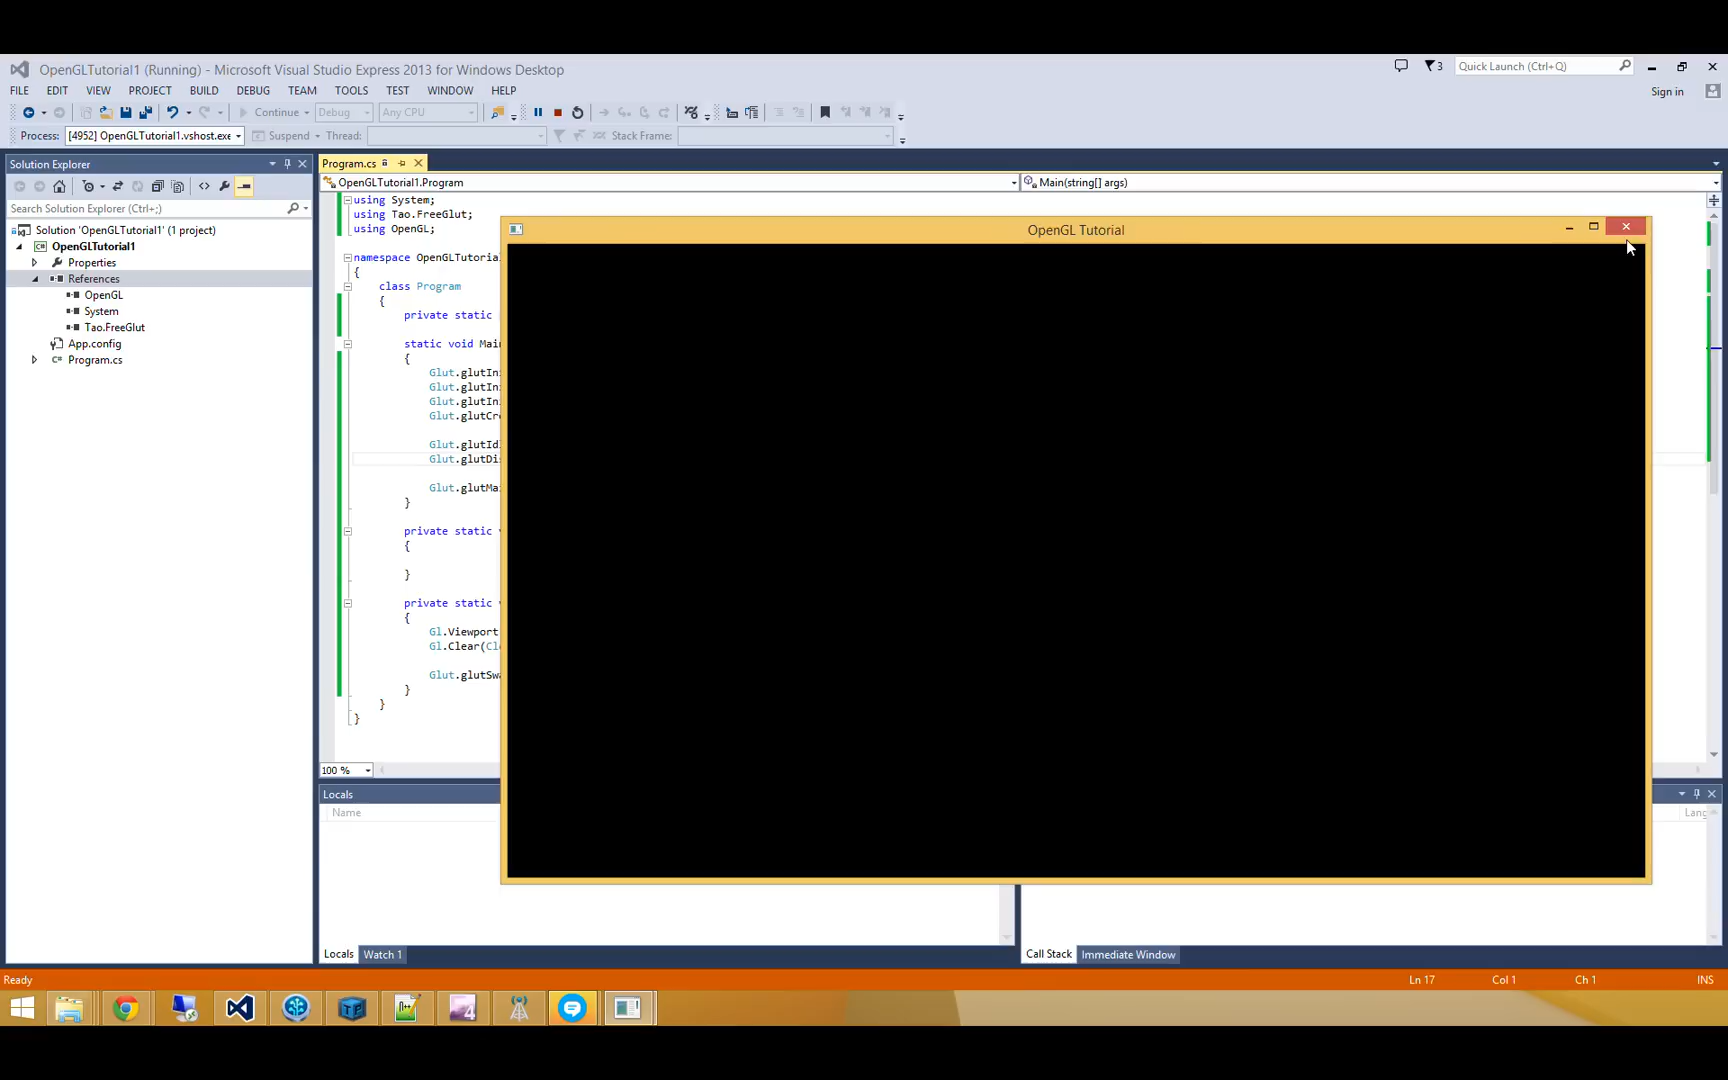 OpenGLTutorial1 (Running) - Microsoft Visual Studio Express 2013 for Windows Desktop
3
Quick Launch (Ctrl+Q)
FILE EDIT VIEW PROJECT BUILD DEBUG TEAM TOOLS TEST WINDOW HELP
Sign in
Continue Debug Any CPU
Process: [4952] OpenGLTutorial1.vshost.exe Suspend Thread: Stack Frame:
Solution Explorer
Search Solution Explorer (Ctrl+;)
Solution 'OpenGLTutorial1' (1 project)
C# OpenGLTutorial1
Properties
References
OpenGL
System
Tao.FreeGlut
App.config
C# Program.cs
Program.cs
OpenGLTutorial1.Program
Main(string[] args)
using System;
using Tao.FreeGlut;
using OpenGL;
namespace OpenGLTutoria
{
class Program
{
private static
static void Mai
{
Glut.glutIni
Glut.glutIni
Glut.glutIni
Glut.glutCre
Glut.glutId
Glut.glutDis
Glut.glutMa
}
private static
{
}
private static
{
Gl.Viewport
Gl.Clear(Cl
Glut.glutSw
}
}
}
OpenGL Tutorial
100 %
Locals
Name
Lang
Locals Watch 1
Call Stack Immediate Window
Ready
Ln 17 Col 1 Ch 1 INS